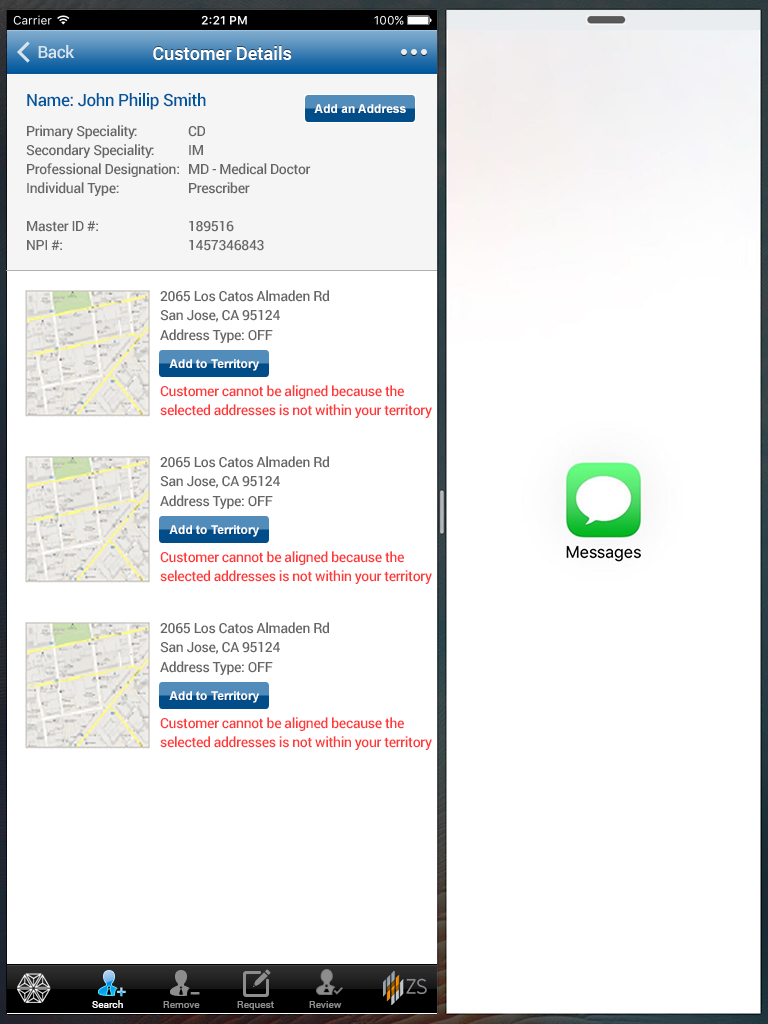 Carrier 2:21 PM 100%
Back Customer Details
Name: John Philip Smith
Add an Address
Primary Speciality: CD
Secondary Speciality: IM
Professional Designation: MD - Medical Doctor
Individual Type: Prescriber
Master ID #: 189516
NPI #: 1457346843
2065 Los Catos Almaden Rd
San Jose, CA 95124
Address Type: OFF
Add to Territory
Customer cannot be aligned because the
selected addresses is not within your territory
2065 Los Catos Almaden Rd
San Jose, CA 95124
Address Type: OFF
Add to Territory
Customer cannot be aligned because the
selected addresses is not within your territory
2065 Los Catos Almaden Rd
San Jose, CA 95124
Address Type: OFF
Add to Territory
Customer cannot be aligned because the
selected addresses is not within your territory
Search Remove Request Review ZS
Messages